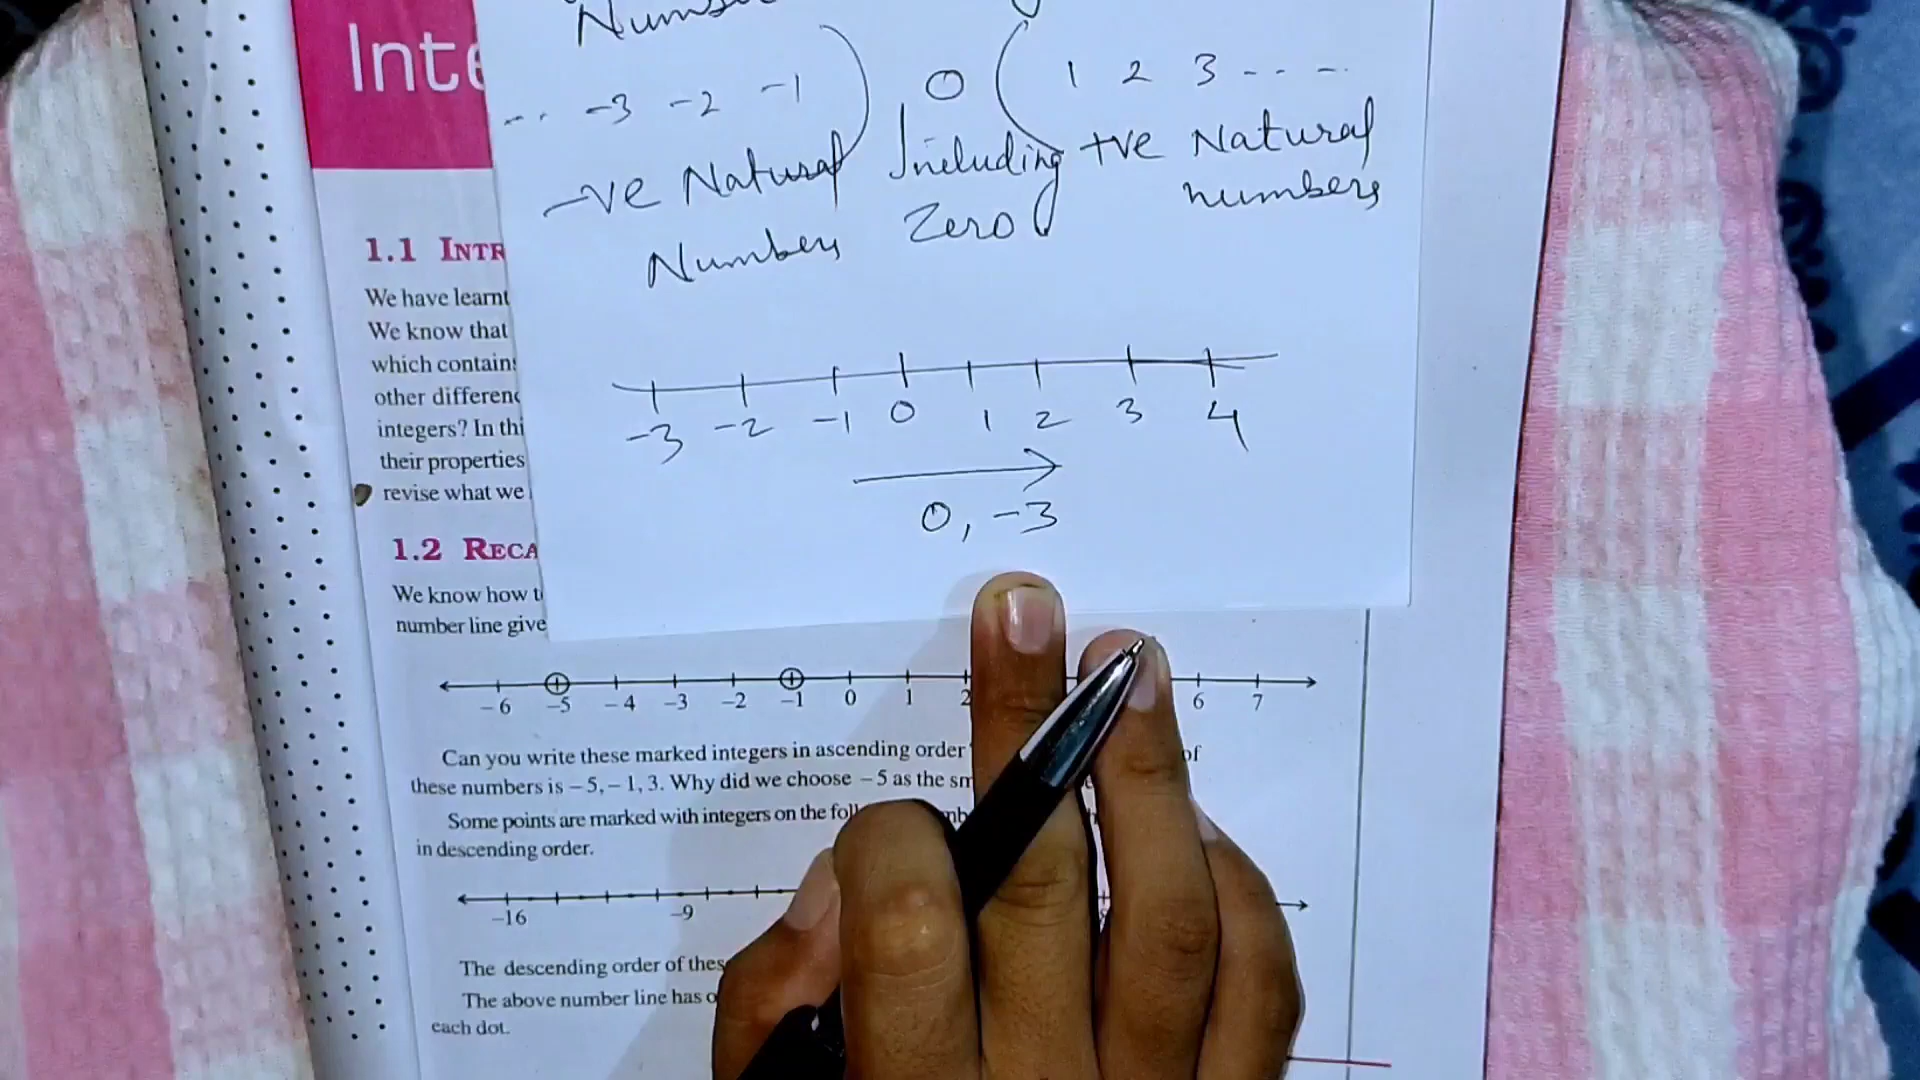 Inte
... -3 -2 -1 ) 0 ( 1 2 3 -- -.
-ve Natural Including +ve Natural
Numbers Zero numbers
-3 -2 -1 0 1 2 3 4
0, -3
1.1 INTR
We have learnt
We know that
which contains
other differenc
integers? In thi
their properties
revise what we
1.2 RECA
We know how t
number line give
-6 -5 -4 -3 -2 -1 0 1 2 6 7
Can you write these marked integers in ascending order of
these numbers is – 5, – 1, 3. Why did we choose – 5 as the sm
Some points are marked with integers on the foll
in descending order.
-16 -9
The descending order of thes
The above number line has o
each dot.